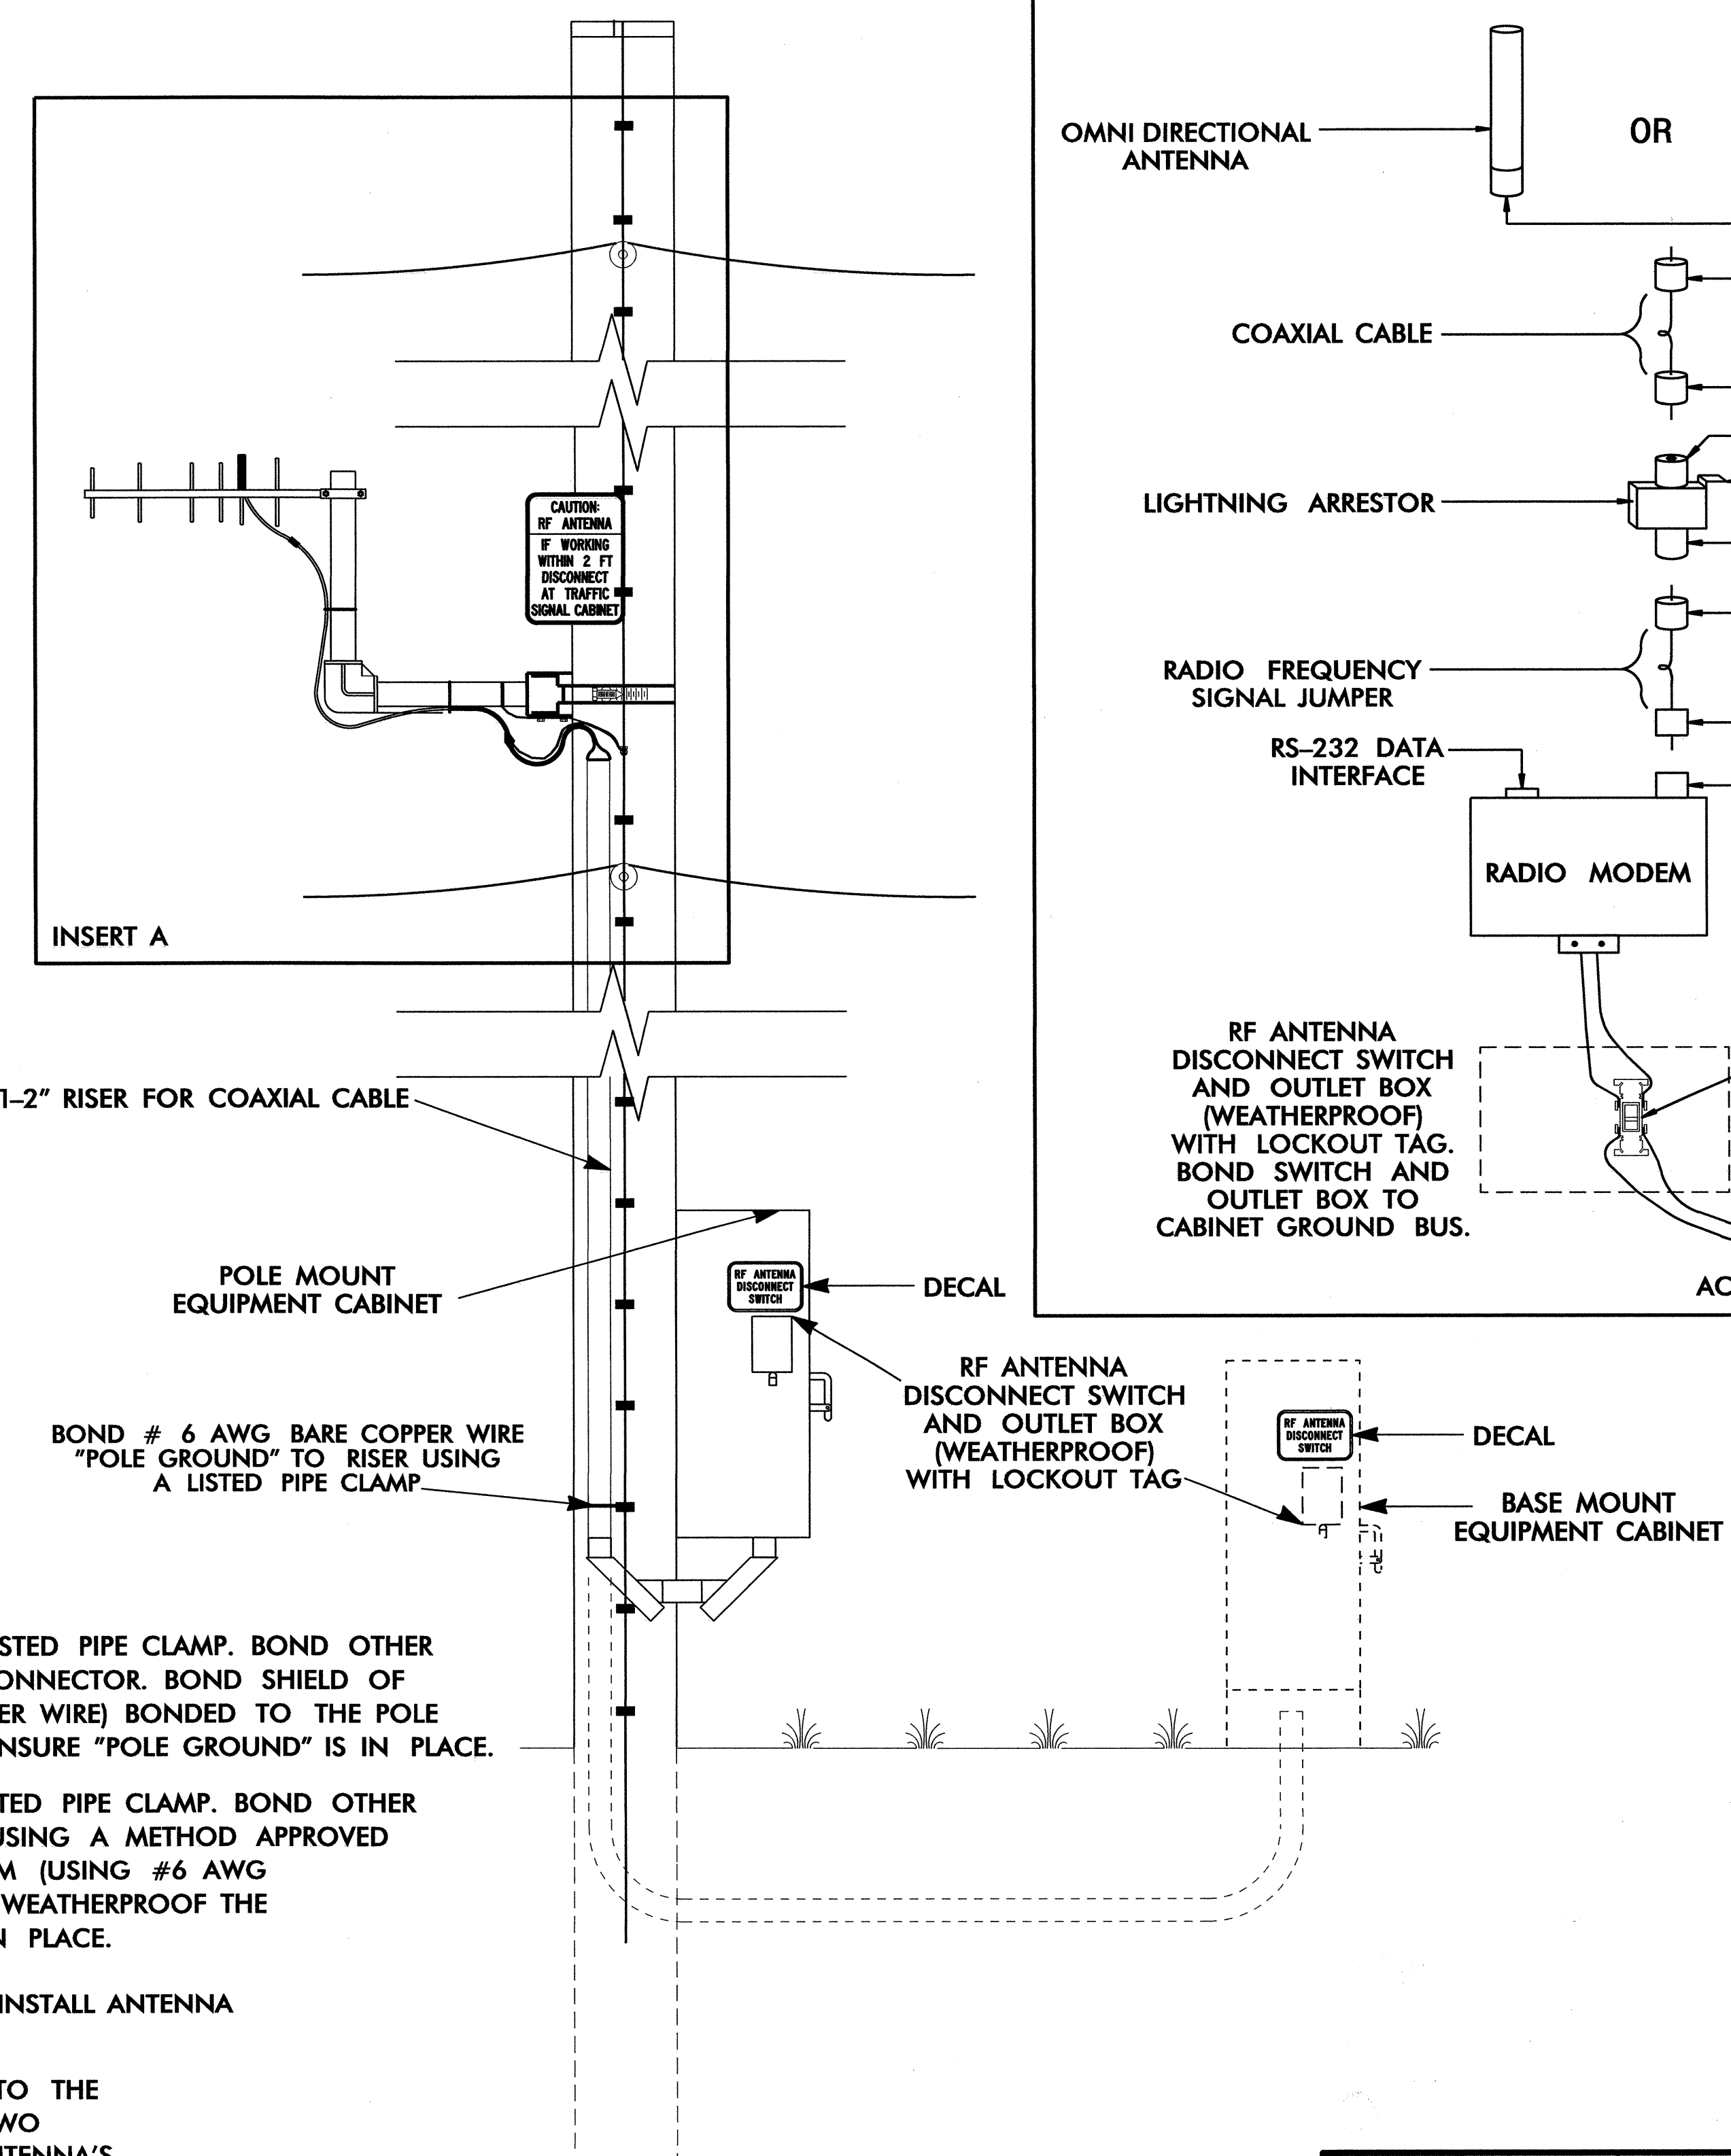 OMNI DIRECTIONAL
ANTENNA
OR
COAXIAL CABLE
LIGHTNING ARRESTOR
RADIO FREQUENCY
SIGNAL JUMPER
RS-232 DATA
INTERFACE
RADIO MODEM
RF ANTENNA
DISCONNECT SWITCH
AND OUTLET BOX
(WEATHERPROOF)
WITH LOCKOUT TAG.
BOND SWITCH AND
OUTLET BOX TO
CABINET GROUND BUS.
AC
CAUTION:
RF ANTENNA
IF WORKING
WITHIN 2 FT
DISCONNECT
AT TRAFFIC
SIGNAL CABINET
INSERT A
1-2" RISER FOR COAXIAL CABLE
POLE MOUNT
EQUIPMENT CABINET
RF ANTENNA
DISCONNECT
SWITCH
DECAL
RF ANTENNA
DISCONNECT SWITCH
AND OUTLET BOX
(WEATHERPROOF)
WITH LOCKOUT TAG
BOND # 6 AWG BARE COPPER WIRE
"POLE GROUND" TO RISER USING
A LISTED PIPE CLAMP
RF ANTENNA
DISCONNECT
SWITCH
DECAL
BASE MOUNT
EQUIPMENT CABINET
STED PIPE CLAMP. BOND OTHER
ONNECTOR. BOND SHIELD OF
ER WIRE) BONDED TO THE POLE
NSURE "POLE GROUND" IS IN PLACE.
TED PIPE CLAMP. BOND OTHER
USING A METHOD APPROVED
M (USING #6 AWG
WEATHERPROOF THE
N PLACE.
INSTALL ANTENNA
TO THE
WO
NTENNA'S